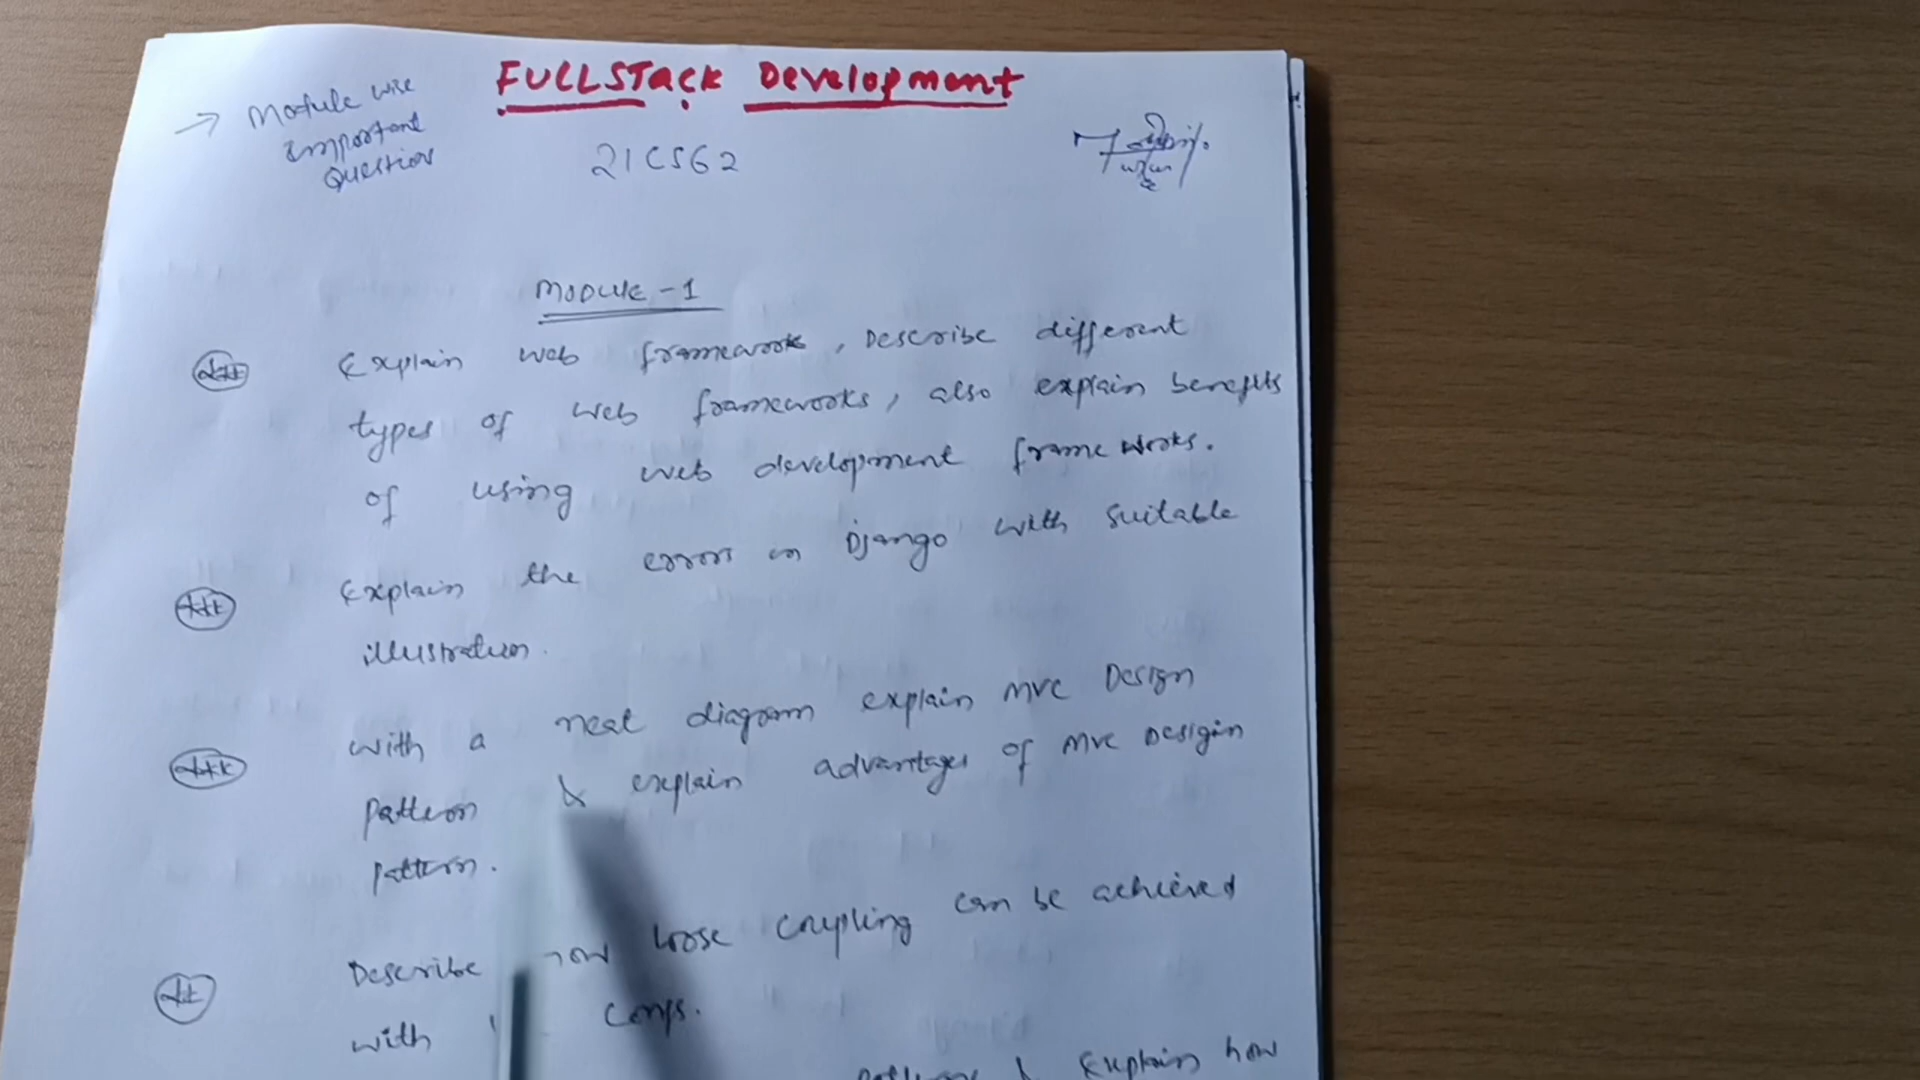 FULLSTack Development
→ Module wise
important
Question
21CS62
Module - 1
*** Explain web frameworks, Describe different
types of web frameworks, also explain benefits
of using web development frameworks.
*** Explain the errors in Django with suitable
illustration.
*** with a neat diagram explain MVC Design
pattern & explain advantages of MVC Desigin
pattern.
** Describe how loose coupling can be achieved
with confs.
& Explain how